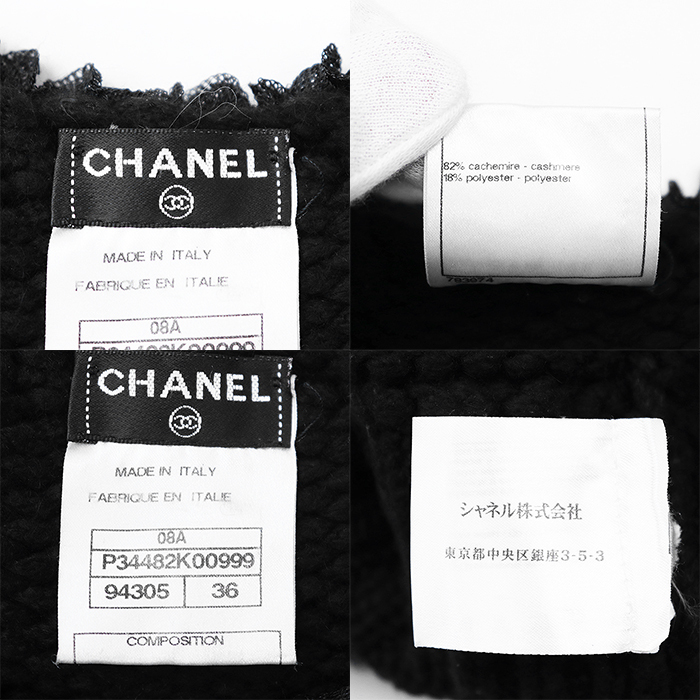 CHANEL
MADE IN ITALY
FABRIQUE EN ITALIE
08A
P34482K00999
82% cachemire - cashmere
18% polyester - polyester
783074
CHANEL
MADE IN ITALY
FABRIQUE EN ITALIE
08A
P34482K00999
94305 36
COMPOSITION
シャネル株式会社
東京都中央区銀座3-5-3